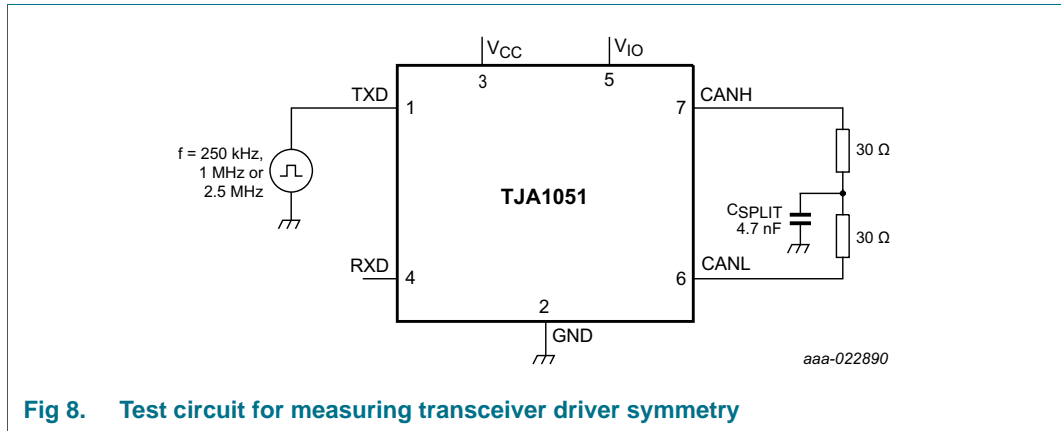 VCC
VIO
3
5
TXD
1
7
CANH
f = 250 kHz,
1 MHz or
2.5 MHz
30 Ω
TJA1051
CSPLIT
4.7 nF
30 Ω
RXD
4
6
CANL
2
GND
aaa-022890
Fig 8. Test circuit for measuring transceiver driver symmetry